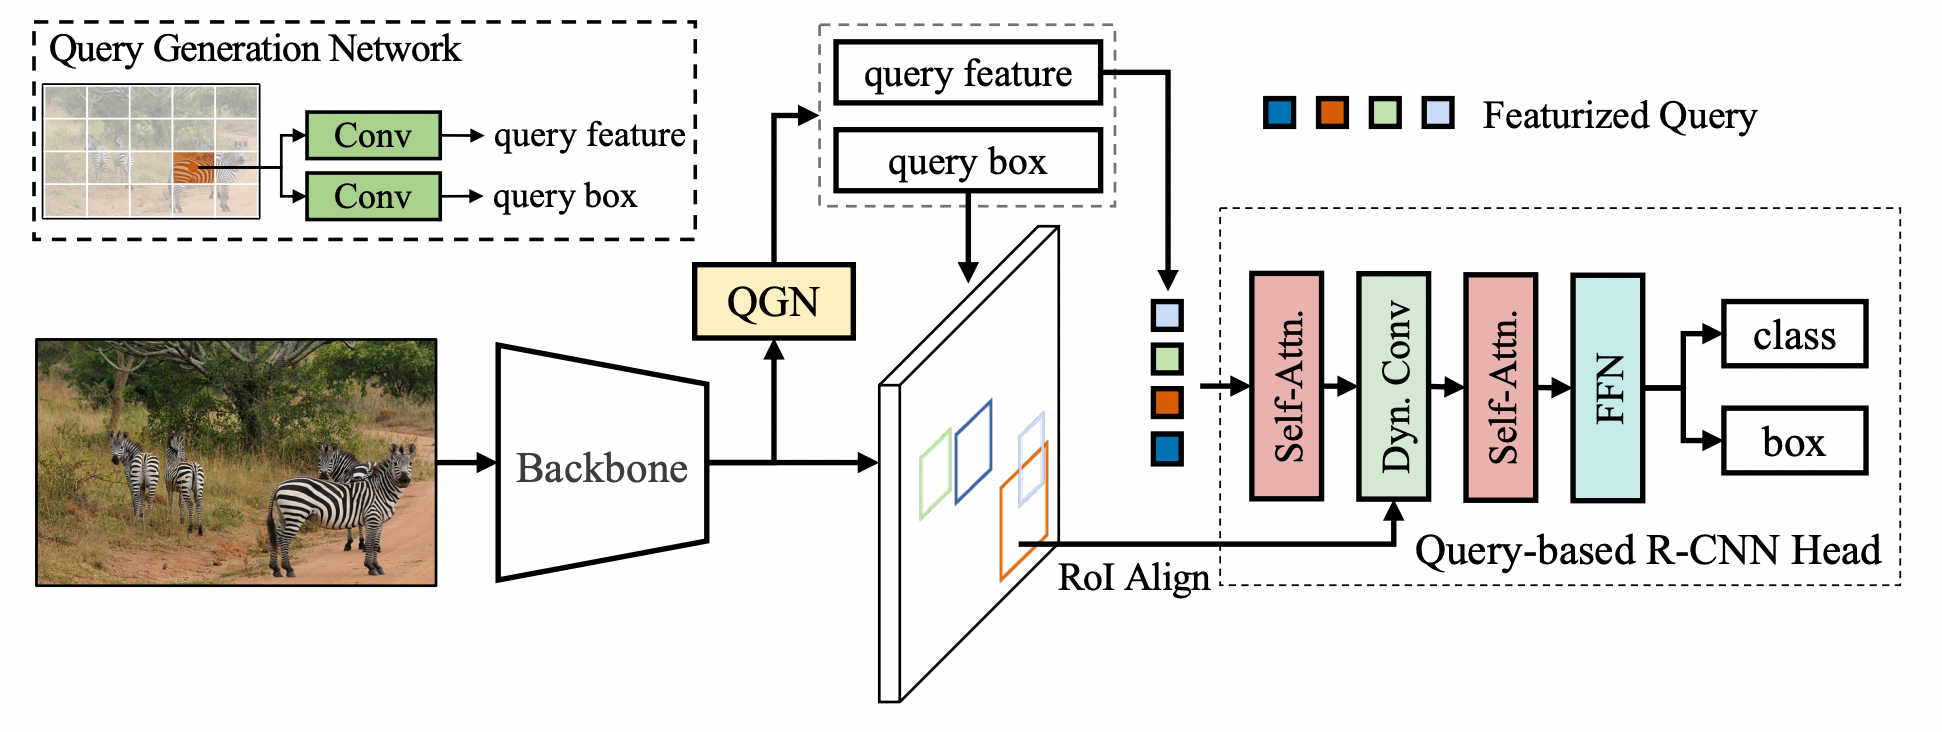 Query Generation Network
Conv
query feature
Conv
query box
query feature
query box
Featurized Query
QGN
Backbone
RoI Align
Self-Attn.
Dyn. Conv
Self-Attn.
FFN
class
box
Query-based R-CNN Head